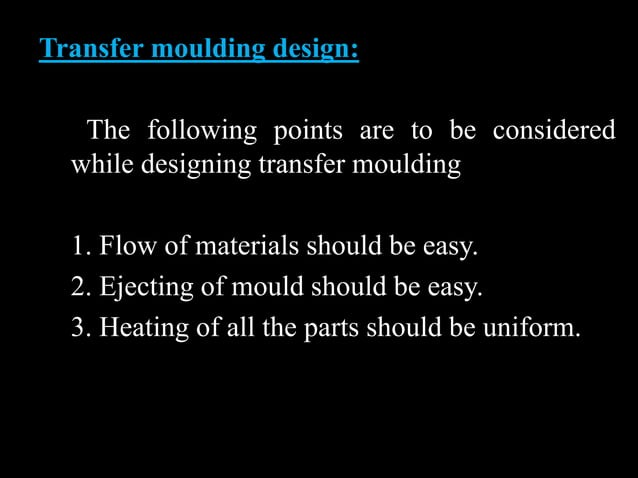 Transfer moulding design:
The following points are to be considered
while designing transfer moulding
1. Flow of materials should be easy.
2. Ejecting of mould should be easy.
3. Heating of all the parts should be uniform.